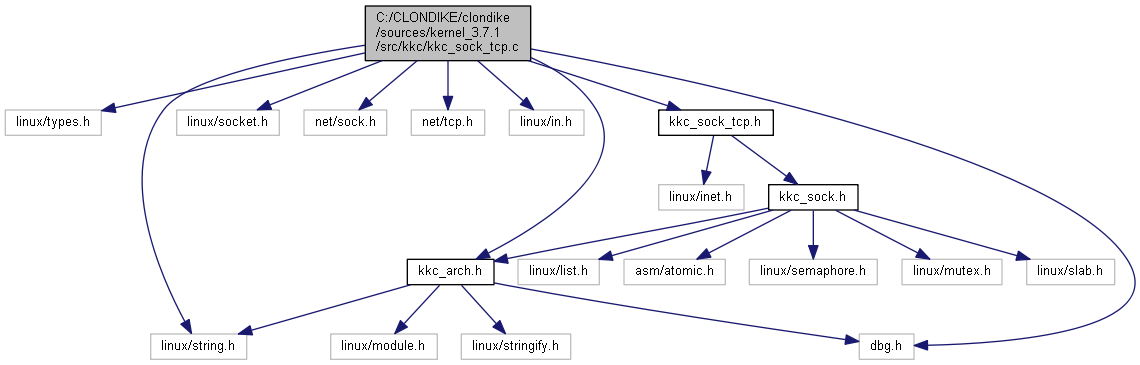 C:/CLONDIKE/clondike
/sources/kernel_3.7.1
/src/kkc/kkc_sock_tcp.c
linux/types.h
linux/socket.h
net/sock.h
net/tcp.h
linux/in.h
kkc_sock_tcp.h
linux/inet.h
kkc_sock.h
kkc_arch.h
linux/list.h
asm/atomic.h
linux/semaphore.h
linux/mutex.h
linux/slab.h
linux/string.h
linux/module.h
linux/stringify.h
dbg.h